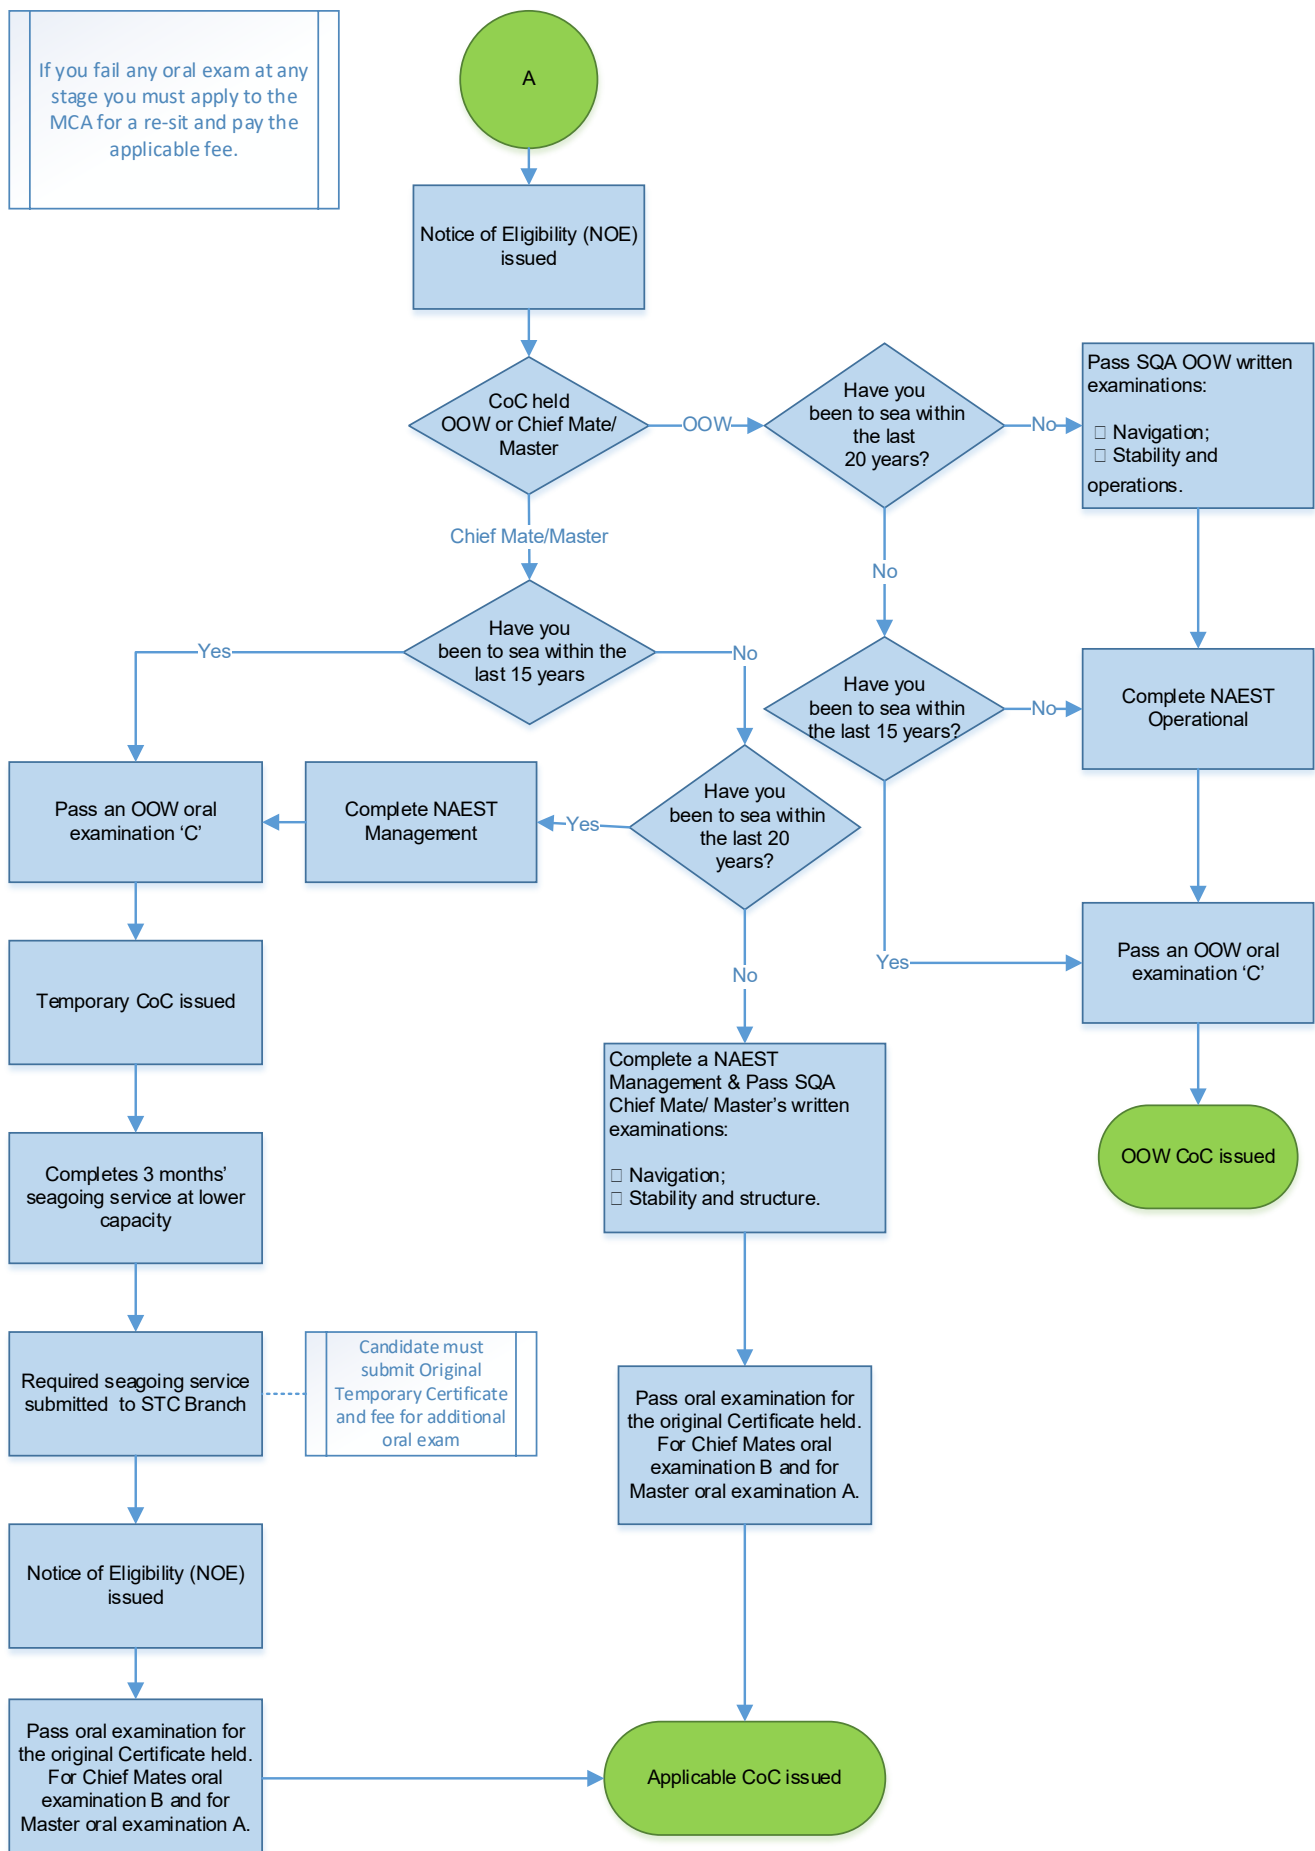 If you fail any oral exam at any
stage you must apply to the
MCA for a re-sit and pay the
applicable fee.
A
Notice of Eligibility (NOE)
issued
CoC held
OOW or Chief Mate/
Master
OOW
Have you
been to sea within
the last
20 years?
No
Pass SQA OOW written
examinations:
□ Navigation;
□ Stability and
operations.
Chief Mate/Master
No
Have you
been to sea within the
last 15 years
Yes
No
Have you
been to sea within
the last 15 years?
No
Complete NAEST
Operational
Pass an OOW oral
examination ‘C’
Complete NAEST
Management
Yes
Have you
been to sea within
the last 20
years?
Yes
Pass an OOW oral
examination ‘C’
Temporary CoC issued
No
Complete a NAEST
Management & Pass SQA
Chief Mate/ Master’s written
examinations:
□ Navigation;
□ Stability and structure.
OOW CoC issued
Completes 3 months’
seagoing service at lower
capacity
Required seagoing service
submitted to STC Branch
Candidate must
submit Original
Temporary Certificate
and fee for additional
oral exam
Pass oral examination for
the original Certificate held.
For Chief Mates oral
examination B and for
Master oral examination A.
Notice of Eligibility (NOE)
issued
Pass oral examination for
the original Certificate held.
For Chief Mates oral
examination B and for
Master oral examination A.
Applicable CoC issued